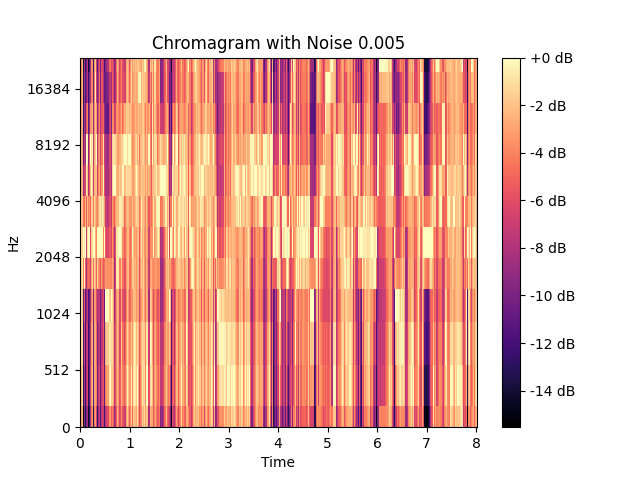 Chromagram with Noise 0.005
Hz
16384
8192
4096
2048
1024
512
0
0 1 2 3 4 5 6 7 8
Time
+0 dB
-2 dB
-4 dB
-6 dB
-8 dB
-10 dB
-12 dB
-14 dB